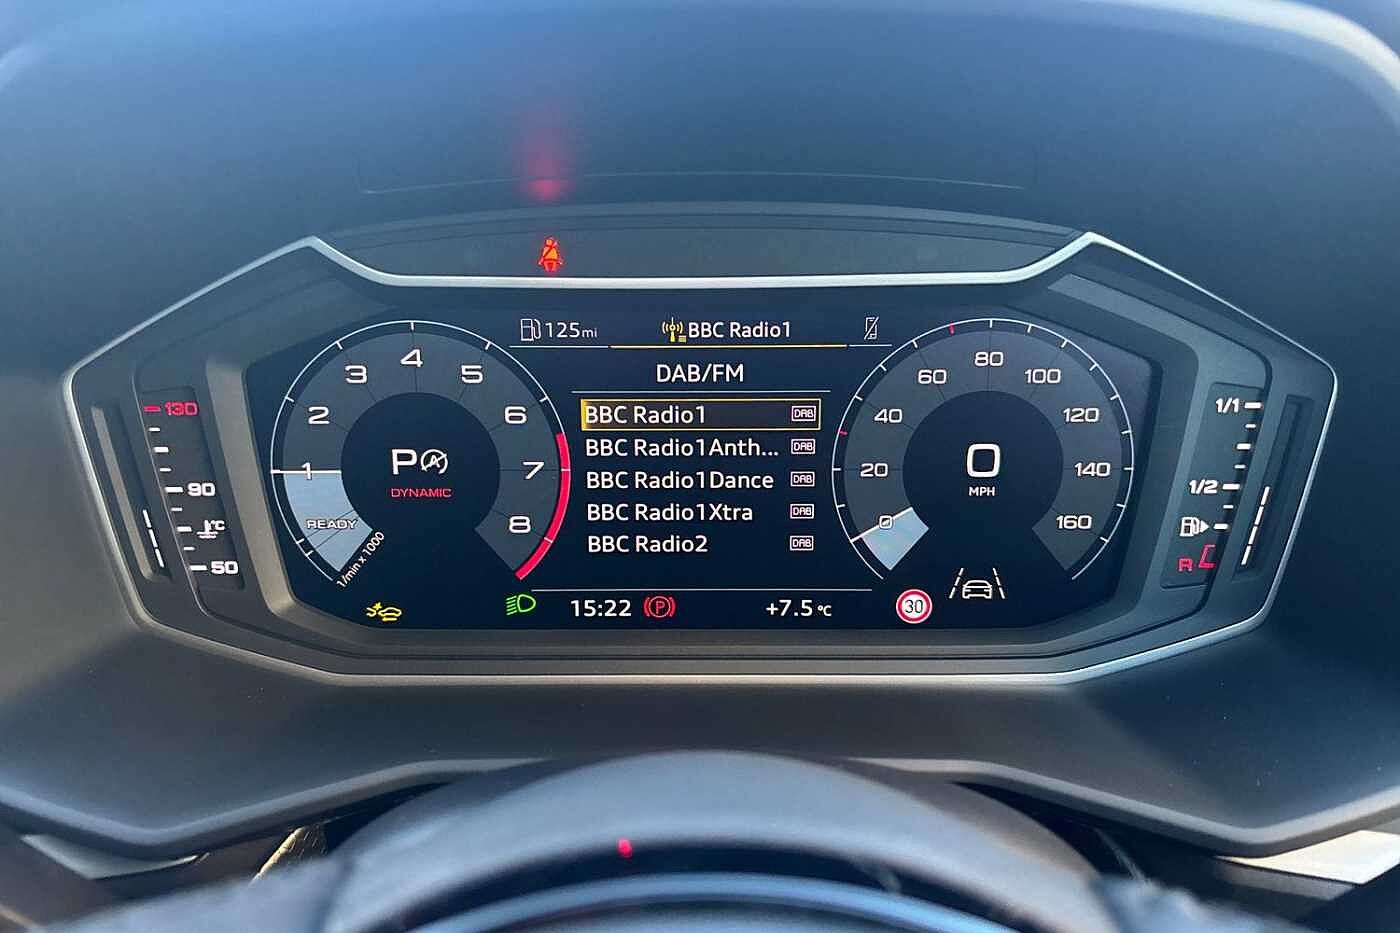 125mi
BBC Radio1
DAB/FM
BBC Radio1 DAB
BBC Radio1Anth... DAB
BBC Radio1Dance DAB
BBC Radio1Xtra DAB
BBC Radio2 DAB
15:22 P +7.5 °C
130
90
°C
50
1 2 3 4 5 6 7 8
READY
1/min x 1000
P A
DYNAMIC
0 20 40 60 80 100 120 140 160
0
MPH
30
1/1
1/2
R